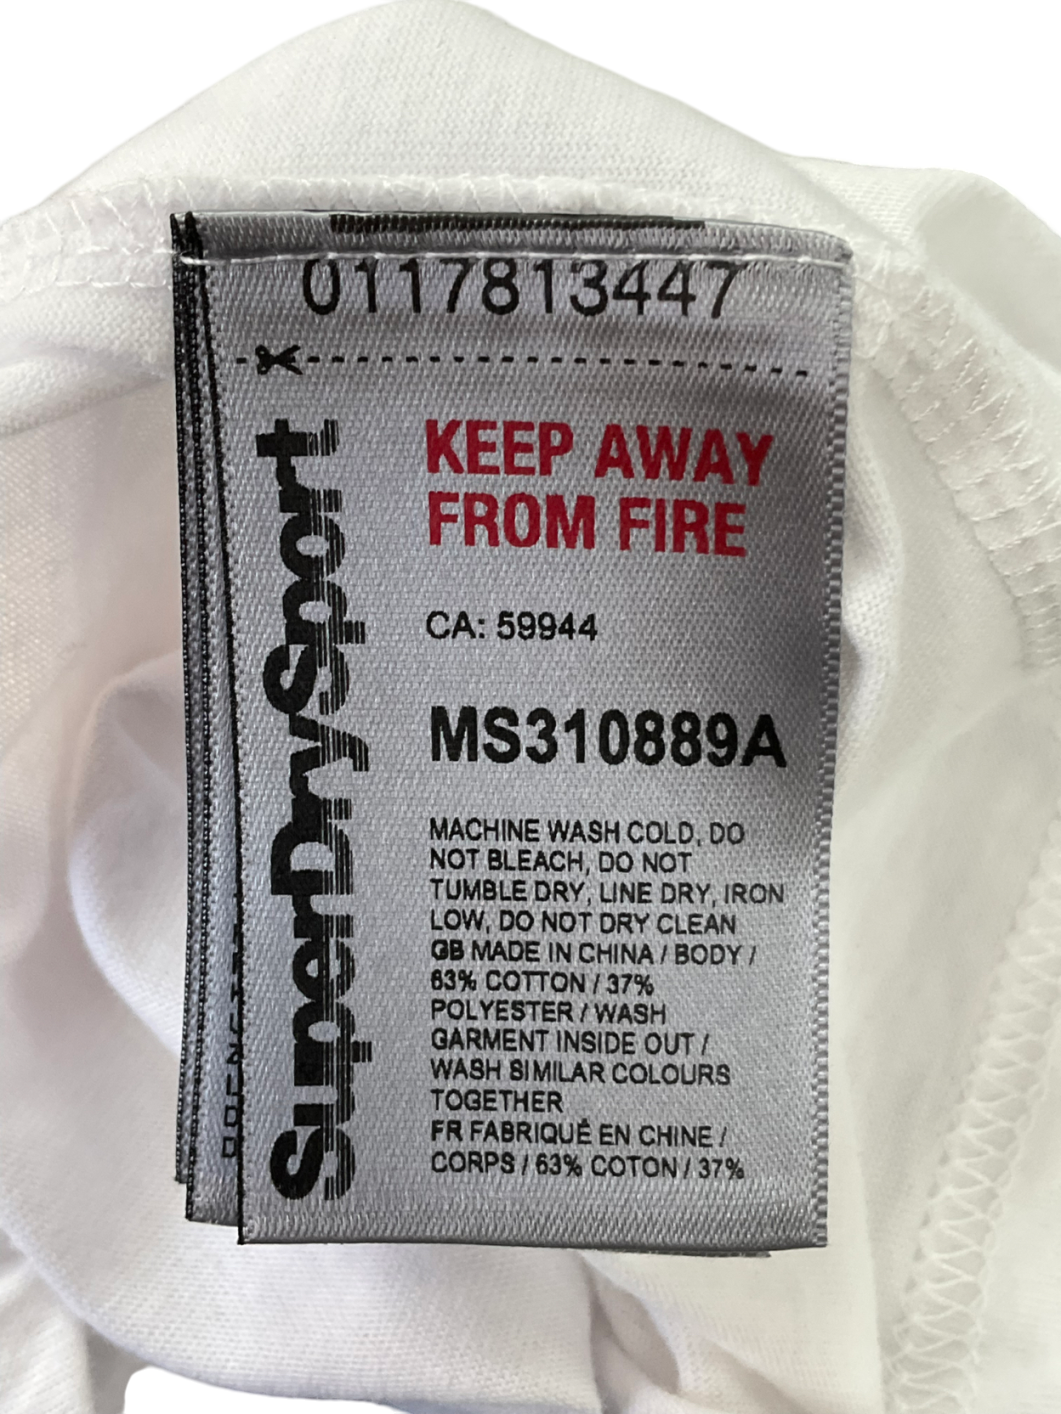 0117813447
SuperDrySport
KEEP AWAY
FROM FIRE
CA: 59944
MS310889A
MACHINE WASH COLD, DO
NOT BLEACH, DO NOT
TUMBLE DRY, LINE DRY, IRON
LOW, DO NOT DRY CLEAN
GB MADE IN CHINA / BODY /
63% COTTON / 37%
POLYESTER / WASH
GARMENT INSIDE OUT /
WASH SIMILAR COLOURS
TOGETHER
FR FABRIQUÉ EN CHINE /
CORPS / 63% COTON / 37%